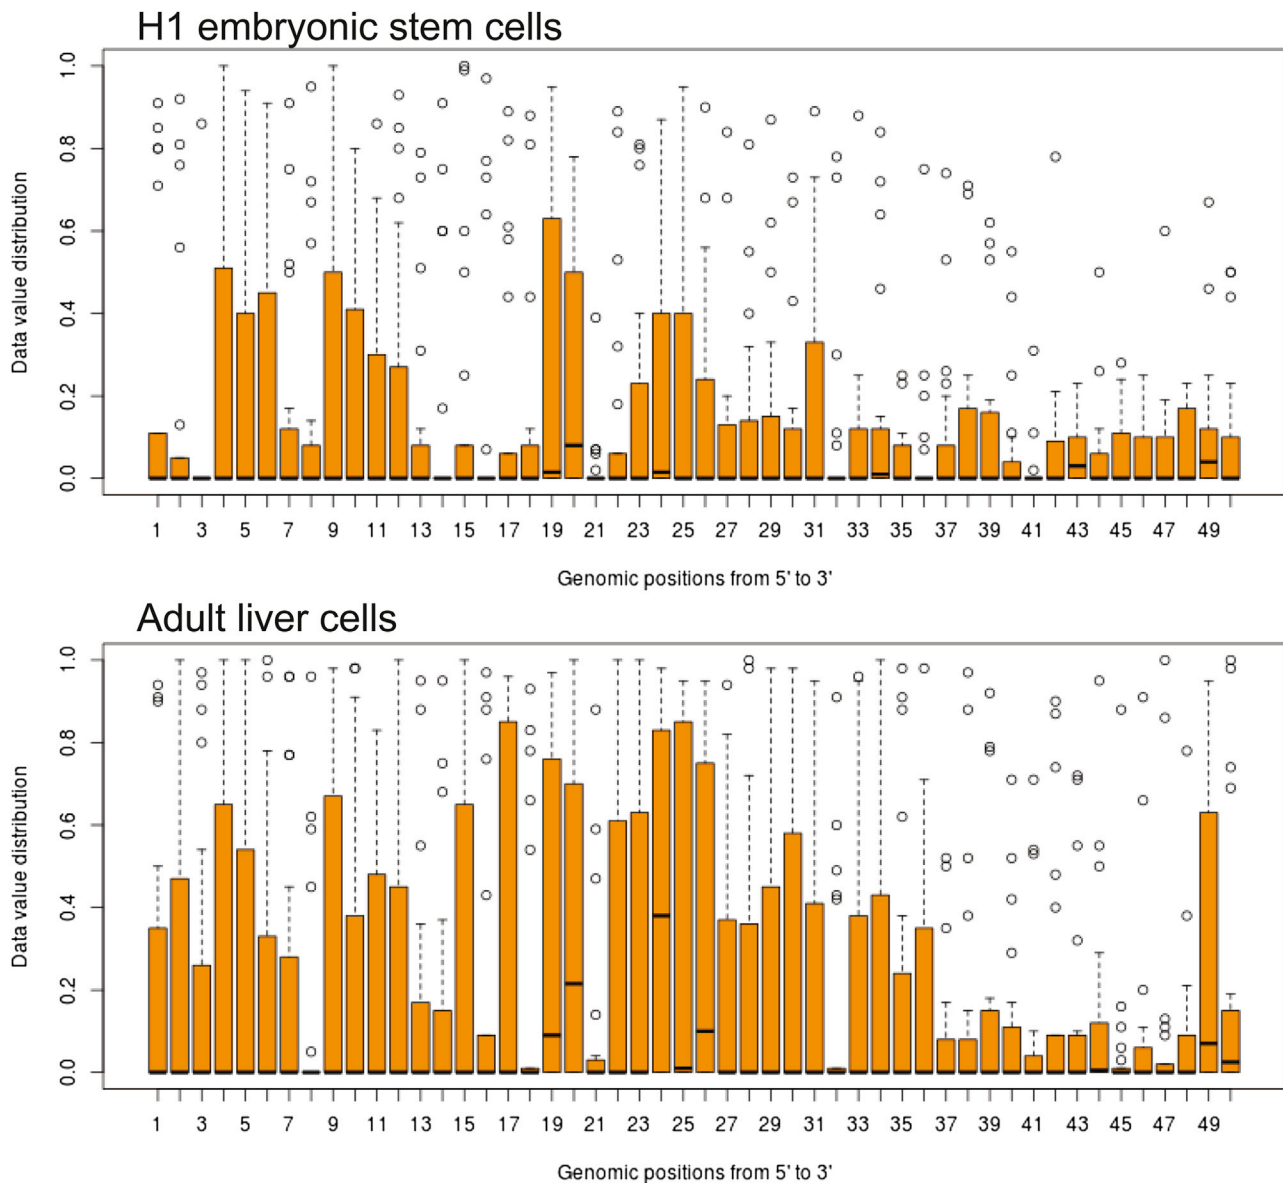 H1 embryonic stem cells
1.0
0.8
0.6
0.4
0.2
0.0
Data value distribution
1 3 5 7 9 11 13 15 17 19 21 23 25 27 29 31 33 35 37 39 41 43 45 47 49
Genomic positions from 5' to 3'
Adult liver cells
1.0
0.8
0.6
0.4
0.2
0.0
Data value distribution
1 3 5 7 9 11 13 15 17 19 21 23 25 27 29 31 33 35 37 39 41 43 45 47 49
Genomic positions from 5' to 3'